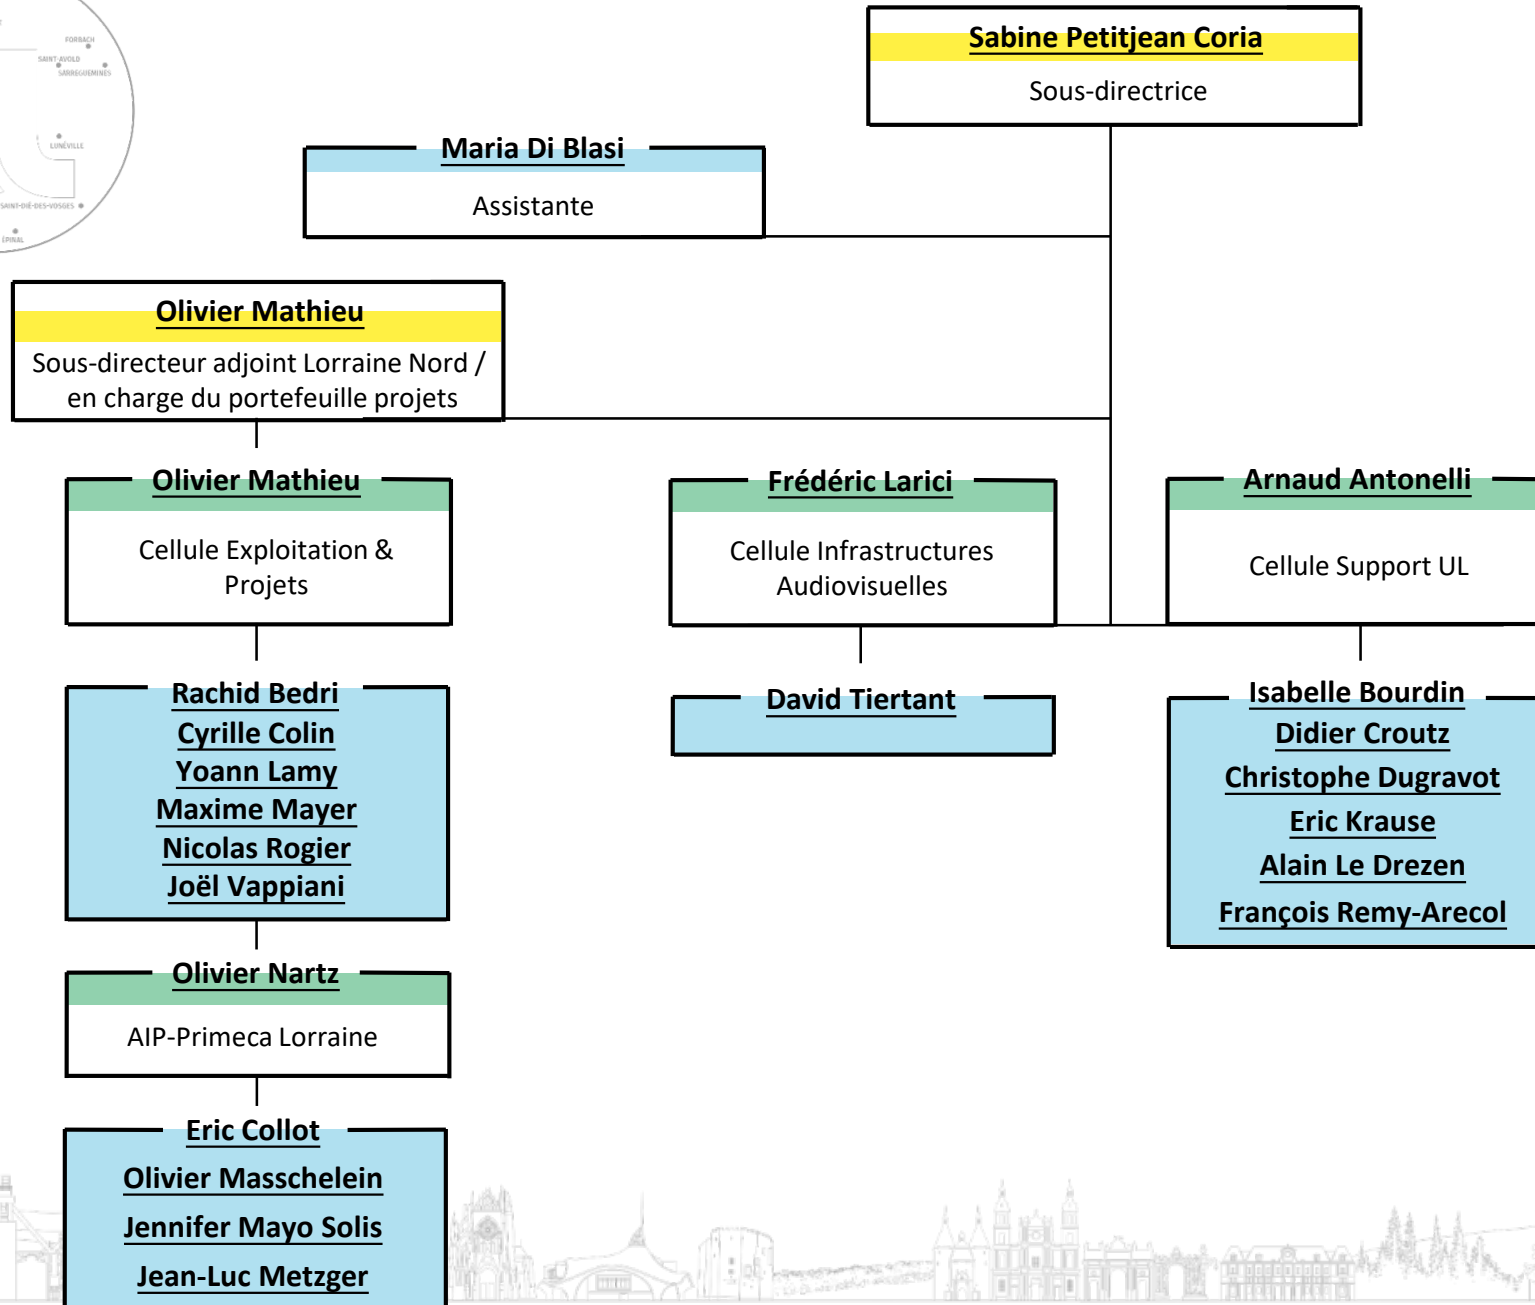 FORBACH
SAINT-AVOLD
SARREGUEMINES
LUNÉVILLE
SAINT-DIÉ-DES-VOSGES
ÉPINAL
Sabine Petitjean Coria
Sous-directrice
Maria Di Blasi
Assistante
Olivier Mathieu
Sous-directeur adjoint Lorraine Nord /
en charge du portefeuille projets
Olivier Mathieu
Cellule Exploitation &
Projets
Frédéric Larici
Cellule Infrastructures
Audiovisuelles
Arnaud Antonelli
Cellule Support UL
Rachid Bedri
Cyrille Colin
Yoann Lamy
Maxime Mayer
Nicolas Rogier
Joël Vappiani
David Tiertant
Isabelle Bourdin
Didier Croutz
Christophe Dugravot
Eric Krause
Alain Le Drezen
François Remy-Arecol
Olivier Nartz
AIP-Primeca Lorraine
Eric Collot
Olivier Masschelein
Jennifer Mayo Solis
Jean-Luc Metzger